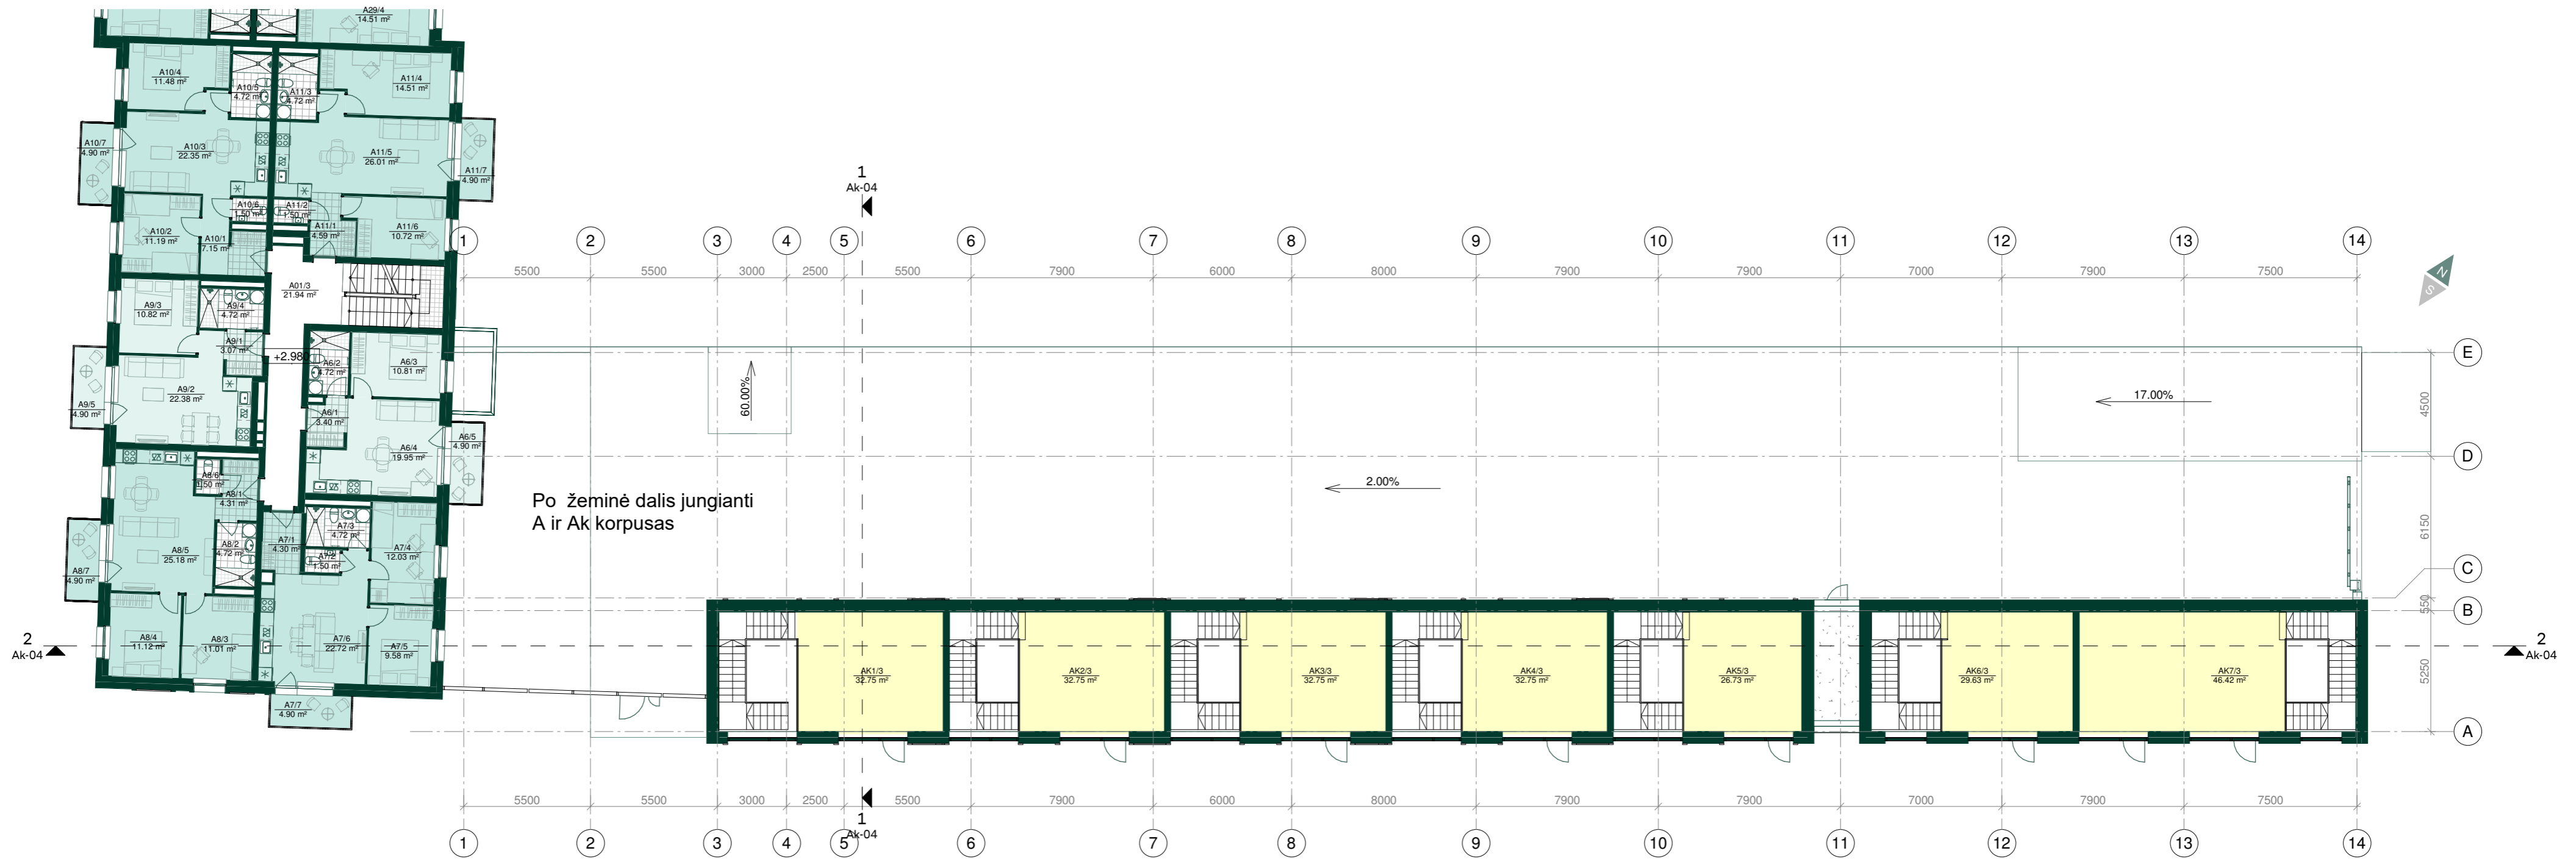 A29/4
14.51 m²
A10/4
11.48 m²
A10/5
4.72 m²
A11/3
4.72 m²
A11/4
14.51 m²
A10/7
4.90 m²
A10/3
22.35 m²
A11/5
26.01 m²
A11/7
4.90 m²
A10/6
1.50 m²
A11/2
1.50 m²
A10/2
11.19 m²
A10/1
7.15 m²
A11/1
4.59 m²
A11/6
10.72 m²
A01/3
21.94 m²
A9/3
10.82 m²
A9/4
4.72 m²
A9/1
3.07 m²
+2.980
A6/2
4.72 m²
A6/3
10.81 m²
A9/5
4.90 m²
A9/2
22.38 m²
A6/1
3.40 m²
A6/4
19.95 m²
A6/5
4.90 m²
A8/6
1.50 m²
A8/1
4.31 m²
A8/7
4.90 m²
A8/5
25.18 m²
A8/2
4.72 m²
A7/1
4.30 m²
A7/3
4.72 m²
A7/2
1.50 m²
A7/4
12.03 m²
A8/4
11.12 m²
A8/3
11.01 m²
A7/6
22.72 m²
A7/5
9.58 m²
A7/7
4.90 m²
1
Ak-04
1 2 3 4 5 6 7 8 9 10 11 12 13 14
5500 5500 3000 2500 5500 7900 6000 8000 7900 7900 7000 7900 7500
N
S
60.00%
17.00%
2.00%
E
4500
D
6150
C
550
B
5250
A
Po žeminė dalis jungianti
A ir Ak korpusas
2
Ak-04
AK1/3
32.75 m²
AK2/3
32.75 m²
AK3/3
32.75 m²
AK4/3
32.75 m²
AK5/3
26.73 m²
AK6/3
29.63 m²
AK7/3
46.42 m²
2
Ak-04
5500 5500 3000 2500 5500 7900 6000 8000 7900 7900 7000 7900 7500
1
Ak-04
1 2 3 4 5 6 7 8 9 10 11 12 13 14